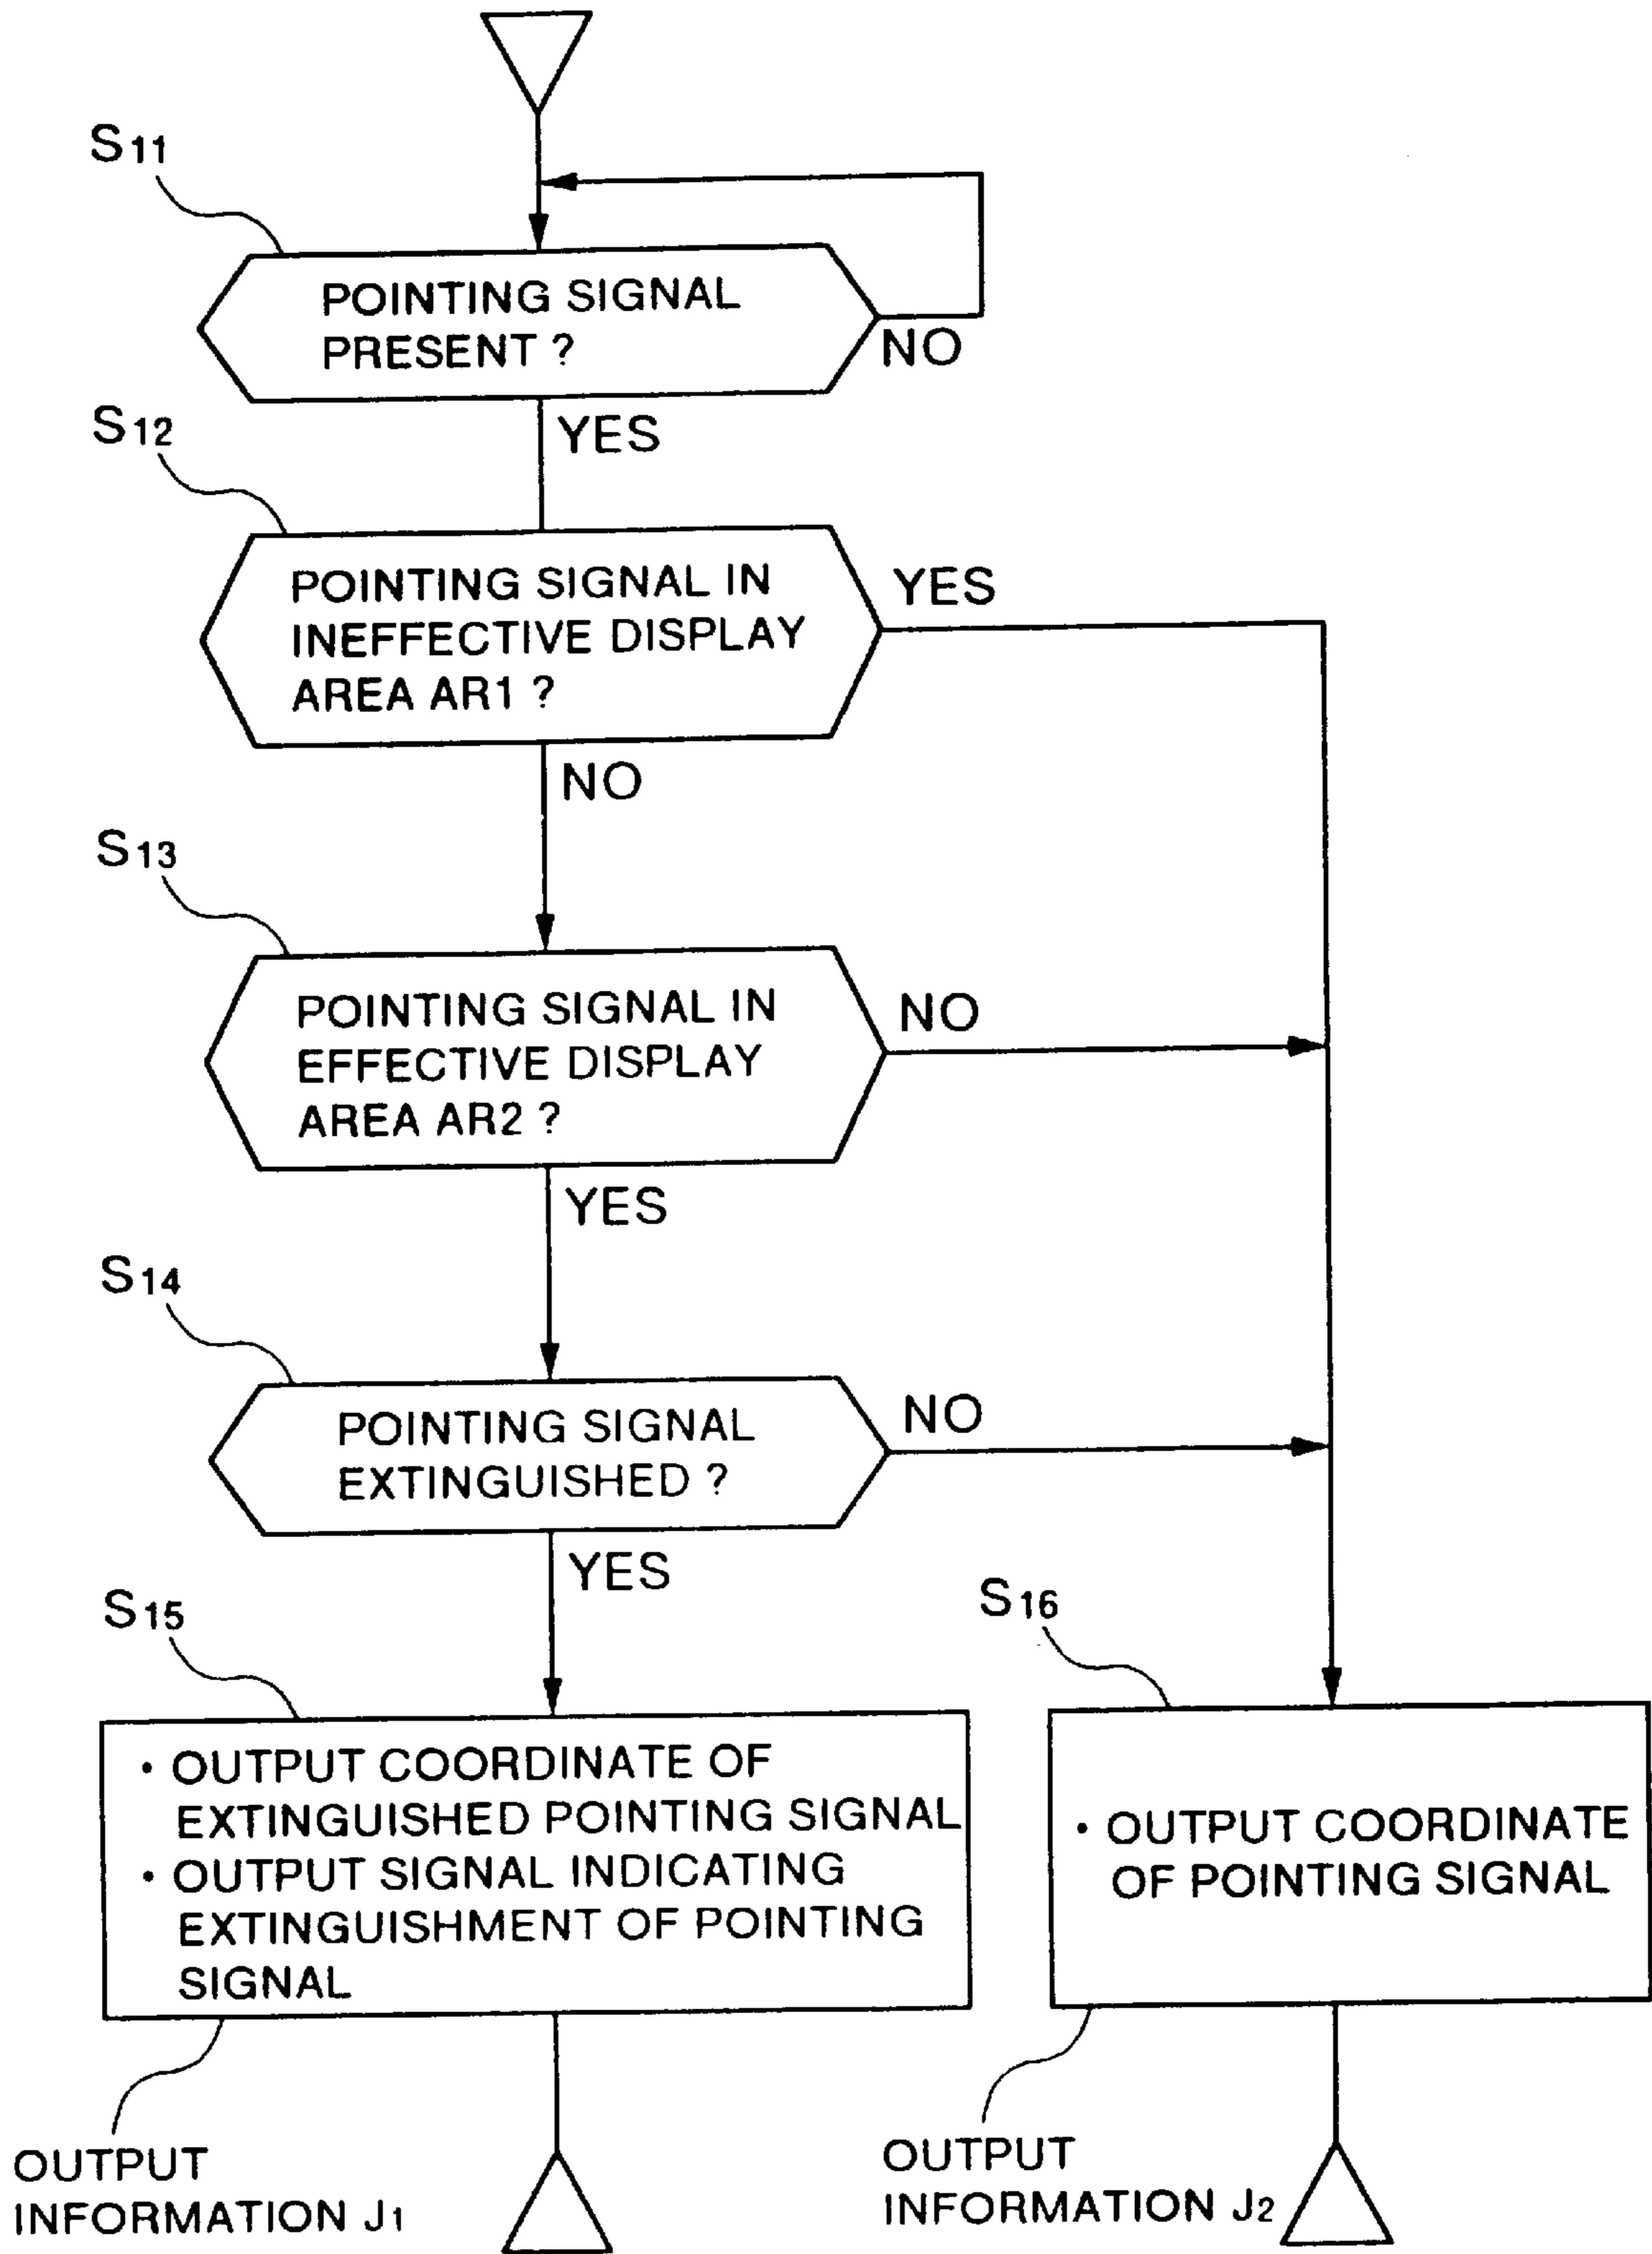 S11
POINTING SIGNAL
PRESENT ?
NO
YES
S12
POINTING SIGNAL IN
INEFFECTIVE DISPLAY
AREA AR1 ?
YES
NO
S13
POINTING SIGNAL IN
EFFECTIVE DISPLAY
AREA AR2 ?
NO
YES
S14
POINTING SIGNAL
EXTINGUISHED ?
NO
YES
S15
• OUTPUT COORDINATE OF
EXTINGUISHED POINTING SIGNAL
• OUTPUT SIGNAL INDICATING
EXTINGUISHMENT OF POINTING
SIGNAL
OUTPUT
INFORMATION J1
S16
• OUTPUT COORDINATE
OF POINTING SIGNAL
OUTPUT
INFORMATION J2